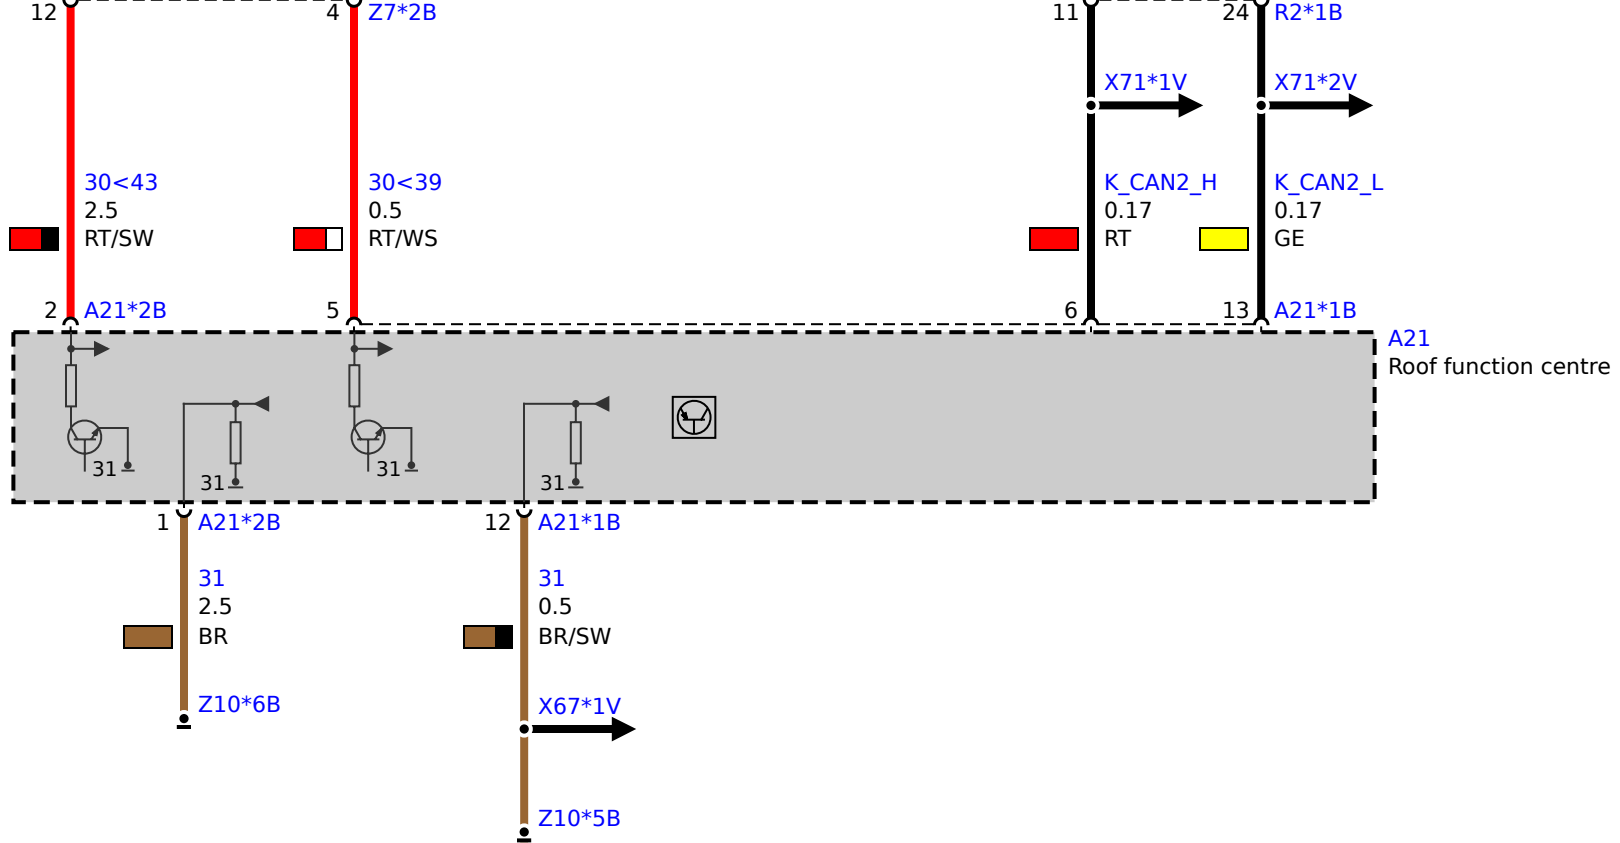 12
4 Z7*2B
11
24 R2*1B
X71*1V
X71*2V
30<43
2.5
RT/SW
30<39
0.5
RT/WS
K_CAN2_H
0.17
RT
K_CAN2_L
0.17
GE
2 A21*2B
5
6
13 A21*1B
A21
Roof function centre
31
31
31
31
1 A21*2B
12 A21*1B
31
2.5
BR
31
0.5
BR/SW
Z10*6B
X67*1V
Z10*5B